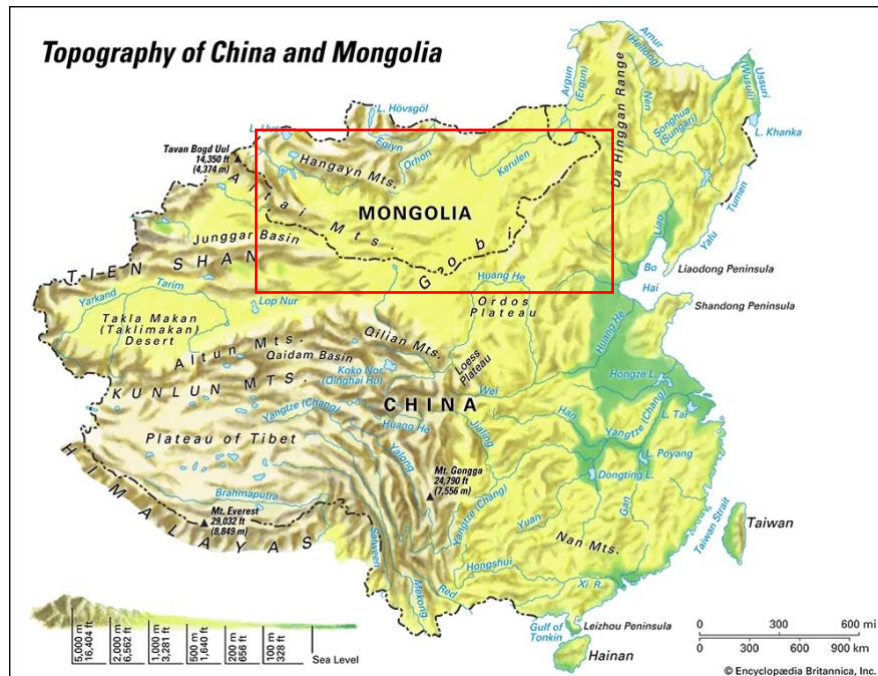 Topography of China and Mongolia
Amur
(Heilong)
Argun
(Ergun)
Ussuri
(Wusuli)
Nen
Da Hinggan Range
Songhua
(Sungari)
L. Khanka
L. Hövsgöl
Egiyn
Orhon
Kerulen
Hangayn Mts.
Tavan Bogd Uul
14,350 ft
(4,374 m)
Altai Mts.
MONGOLIA
Gobi
Junggar Basin
TIEN SHAN
Tumen
Yalu
Liao
Liaodong Peninsula
Bo
Hai
Shandong Peninsula
Huang He
Ordos
Plateau
Yarkand
Tarim
Lop Nur
Takla Makan
(Taklimakan)
Desert
Altun Mts.
Qilian Mts.
Qaidam Basin
Koko Nor
(Qinghai Hu)
Loess
Plateau
Huang He
Hongze L.
KUNLUN MTS.
CHINA
Wei
Han
Yangtze (Chang)
L. Tai
Yangtze (Chang)
Huang He
Jialing
Plateau of Tibet
Yalong
Mt. Gongga
24,790 ft
(7,556 m)
L. Poyang
Dongting L.
Gan
Brahmaputra
Mt. Everest
29,032 ft
(8,849 m)
HIMALAYAS
Yangtze (Chang)
Yuan
Nan Mts.
Taiwan Strait
Taiwan
Salween
Mekong
Red
Hongshui
Xi R.
Gulf of
Tonkin
Leizhou Peninsula
Hainan
5,000 m
16,404 ft
2,000 m
6,562 ft
1,000 m
3,281 ft
500 m
1,640 ft
200 m
656 ft
100 m
328 ft
Sea Level
0 300 600 mi
0 300 600 900 km
© Encyclopædia Britannica, Inc.